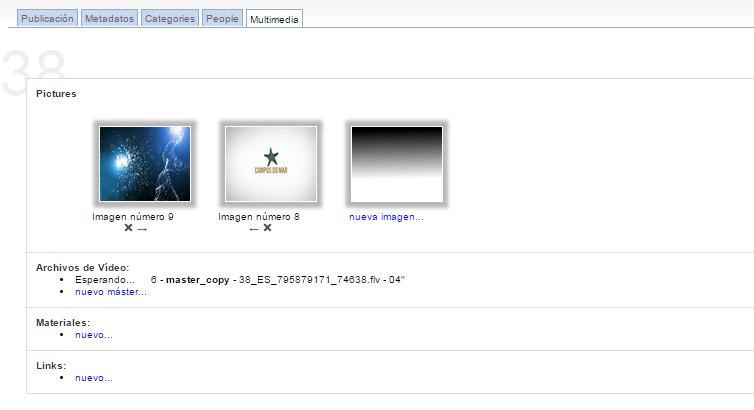 Publicación Metadatos Categories People Multimedia
38
Pictures
CAMPUS DO MAR
Imagen número 9 Imagen número 8 nueva imagen...
Archivos de Vídeo:
Esperando... 6 - master_copy - 38_ES_795879171_74638.flv - 04"
nuevo máster...
Materiales:
nuevo...
Links:
nuevo...